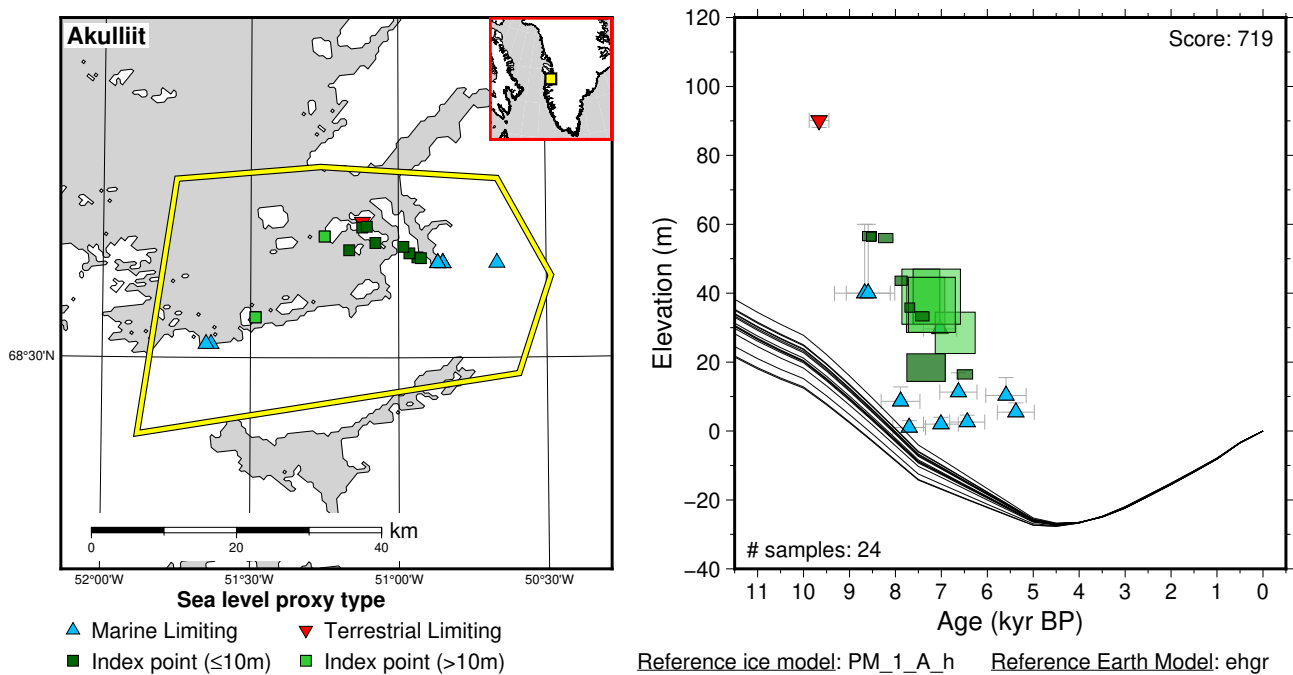 Akulliit
68°30'N
km
0 20 40
52°00'W 51°30'W 51°00'W 50°30'W
Sea level proxy type
Marine Limiting Terrestrial Limiting
Index point (≤10m) Index point (>10m)
Score: 719
120
100
80
60
40
20
0
−20
−40
Elevation (m)
# samples: 24
11 10 9 8 7 6 5 4 3 2 1 0
Age (kyr BP)
Reference ice model: PM_1_A_h Reference Earth Model: ehgr